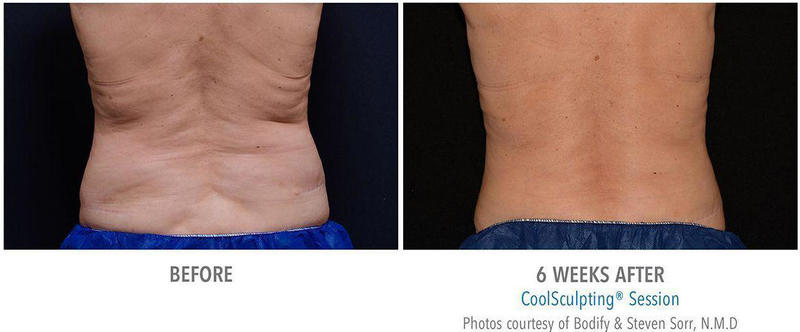 BEFORE
6 WEEKS AFTER
CoolSculpting® Session
Photos courtesy of Bodify & Steven Sorr, N.M.D